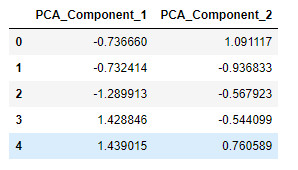 PCA_Component_1 PCA_Component_2
0 -0.736660 1.091117
1 -0.732414 -0.936833
2 -1.289913 -0.567923
3 1.428846 -0.544099
4 1.439015 0.760589